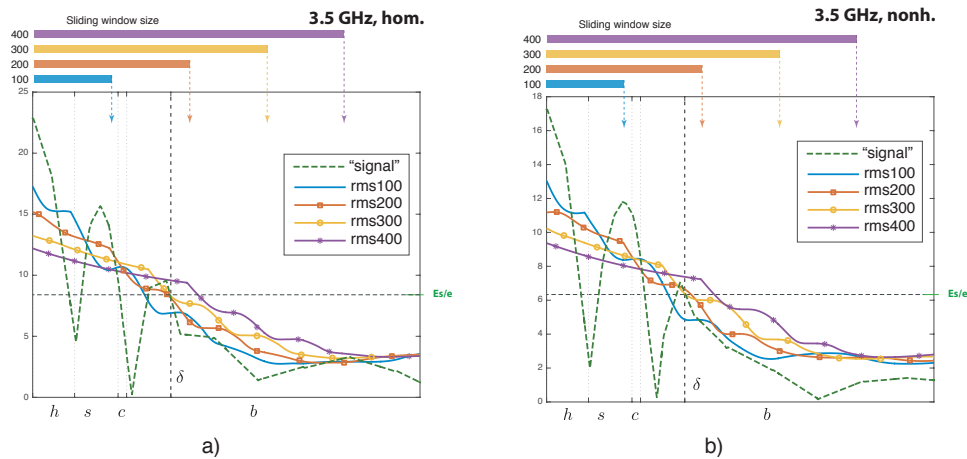 Sliding window size
3.5 GHz, hom.
400
300
200
100
25
20
15
10
5
0
"signal"
rms100
rms200
rms300
rms400
Es/e
δ
h s c b
a)
Sliding window size
3.5 GHz, nonh.
400
300
200
100
18
16
14
12
10
8
6
4
2
0
"signal"
rms100
rms200
rms300
rms400
Es/e
δ
h s c b
b)